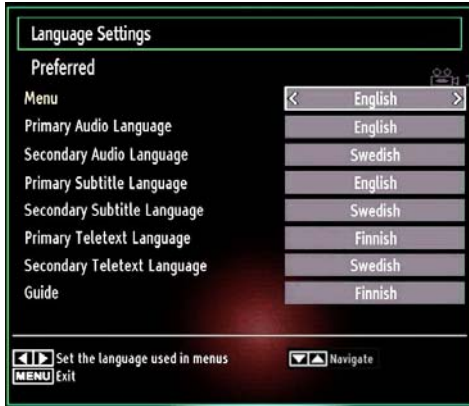 Language Settings
Preferred
Menu English
Primary Audio Language English
Secondary Audio Language Swedish
Primary Subtitle Language English
Secondary Subtitle Language Swedish
Primary Teletext Language Finnish
Secondary Teletext Language Swedish
Guide Finnish
Set the language used in menus Navigate
MENU Exit